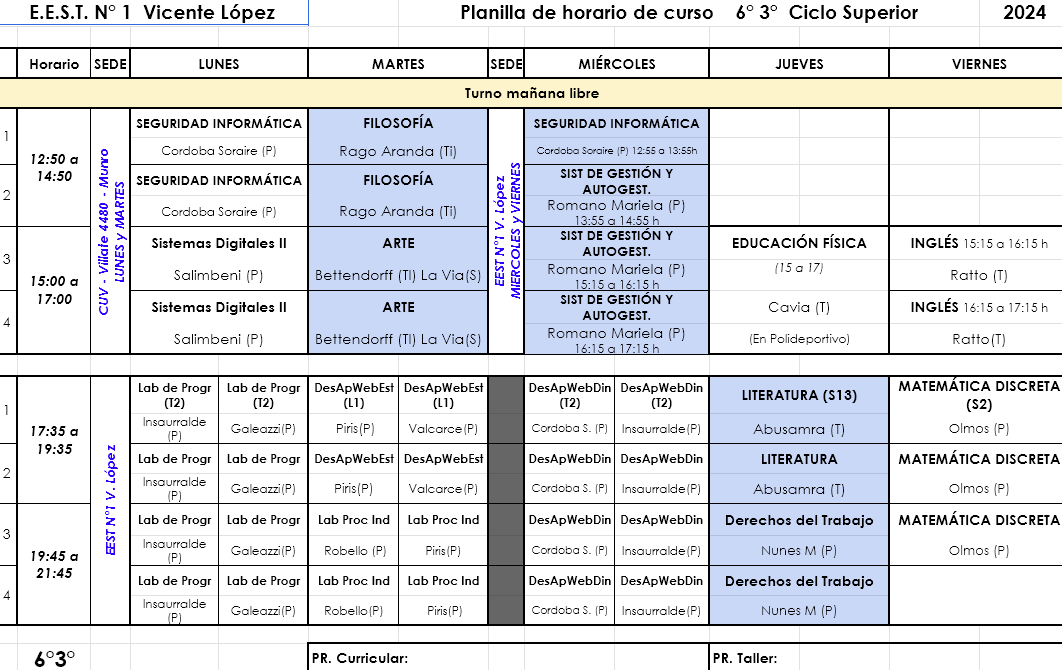 E.E.S.T. N° 1 Vicente López Planilla de horario de curso 6° 3° Ciclo Superior 2024
Horario SEDE LUNES MARTES SEDE MIÉRCOLES JUEVES VIERNES
Turno mañana libre
1 SEGURIDAD INFORMÁTICA FILOSOFÍA SEGURIDAD INFORMÁTICA
12:50 a 14:50 Cordoba Soraire (P) Rago Aranda (Ti) Cordoba Soraire (P) 12:55 a 13:55h
2 SEGURIDAD INFORMÁTICA FILOSOFÍA SIST DE GESTIÓN Y AUTOGEST.
Cordoba Soraire (P) Rago Aranda (Ti) Romano Mariela (P) 13:55 a 14:55 h
CUV - Villate 4480 - Munro
LUNES y MARTES
EEST N°1 V. López
MIERCOLES y VIERNES
3 Sistemas Digitales II ARTE SIST DE GESTIÓN Y AUTOGEST. EDUCACIÓN FÍSICA INGLÉS 15:15 a 16:15 h
15:00 a 17:00 Salimbeni (P) Bettendorff (TI) La Via(S) Romano Mariela (P) 15:15 a 16:15 h (15 a 17) Ratto (T)
4 Sistemas Digitales II ARTE SIST DE GESTIÓN Y AUTOGEST. Cavia (T) INGLÉS 16:15 a 17:15 h
Salimbeni (P) Bettendorff (TI) La Via(S) Romano Mariela (P) 16:15 a 17:15 h (En Polideportivo) Ratto(T)
1 Lab de Progr (T2) Lab de Progr (T2) DesApWebEst (L1) DesApWebEst (L1) DesApWebDin (T2) DesApWebDin (T2) LITERATURA (S13) MATEMÁTICA DISCRETA (S2)
17:35 a 19:35 Insaurralde (P) Galeazzi(P) Piris(P) Valcarce(P) Cordoba S. (P) Insaurralde(P) Abusamra (T) Olmos (P)
2 Lab de Progr Lab de Progr DesApWebEst DesApWebEst DesApWebDin DesApWebDin LITERATURA MATEMÁTICA DISCRETA
Insaurralde (P) Galeazzi(P) Piris(P) Valcarce(P) Cordoba S. (P) Insaurralde(P) Abusamra (T) Olmos (P)
EEST N°1 V. López
3 Lab de Progr Lab de Progr Lab Proc Ind Lab Proc Ind DesApWebDin DesApWebDin Derechos del Trabajo MATEMÁTICA DISCRETA
19:45 a 21:45 Insaurralde (P) Galeazzi(P) Robello (P) Piris(P) Cordoba S. (P) Insaurralde(P) Nunes M (P) Olmos (P)
4 Lab de Progr Lab de Progr Lab Proc Ind Lab Proc Ind DesApWebDin DesApWebDin Derechos del Trabajo
Insaurralde (P) Galeazzi(P) Robello(P) Piris(P) Cordoba S. (P) Insaurralde(P) Nunes M (P)
6°3° PR. Curricular: PR. Taller: